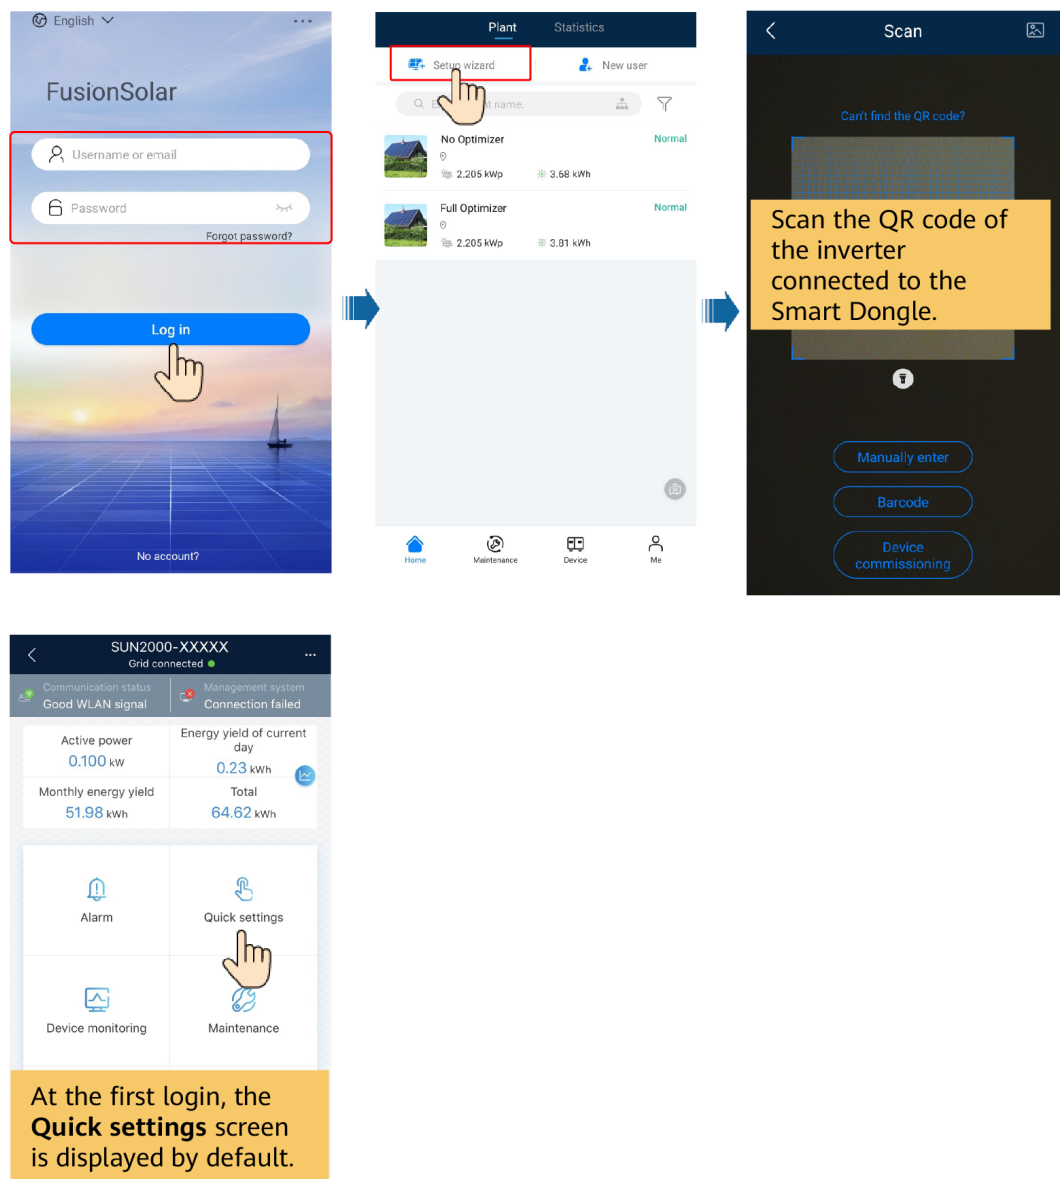 English
...
FusionSolar
Username or email
Password
Forgot password?
Log in
No account?
Plant Statistics
Setup wizard New user
t name.
No Optimizer Normal
2.205 kWp 3.68 kWh
Full Optimizer Normal
2.205 kWp 3.81 kWh
Home Maintenance Device Me
Scan
Can't find the QR code?
Scan the QR code of
the inverter
connected to the
Smart Dongle.
Manually enter
Barcode
Device
commissioning
SUN2000-XXXXX
Grid connected
...
Communication status Management system
Good WLAN signal Connection failed
Active power
0.100 kW
Energy yield of current
day
0.23 kWh
Monthly energy yield
51.98 kWh
Total
64.62 kWh
Alarm Quick settings
Device monitoring Maintenance
At the first login, the
Quick settings screen
is displayed by default.